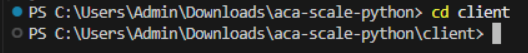 PS C:\Users\Admin\Downloads\aca-scale-python> cd client
PS C:\Users\Admin\Downloads\aca-scale-python\client>